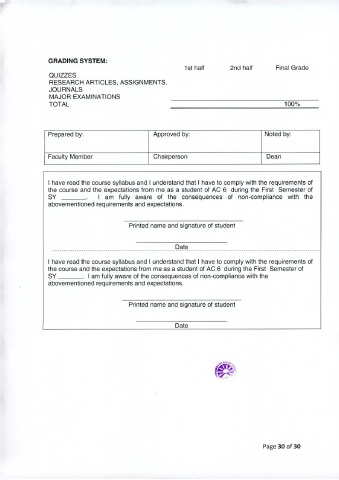 GRADING SYSTEM:
1st half 2nd half Final Grade
QUIZZES
RESEARCH ARTICLES, ASSIGNMENTS,
JOURNALS
MAJOR EXAMINATIONS
TOTAL 100%
Prepared by: Approved by: Noted by:
Faculty Member Chairperson Dean
I have read the course syllabus and I understand that I have to comply with the requirements of
the course and the expectations from me as a student of AC 6 during the First Semester of
SY _______. I am fully aware of the consequences of non-compliance with the
abovementioned requirements and expectations.
Printed name and signature of student
Date
I have read the course syllabus and I understand that I have to comply with the requirements of
the course and the expectations from me as a student of AC 6 during the First Semester of
SY _______. I am fully aware of the consequences of non-compliance with the
abovementioned requirements and expectations.
Printed name and signature of student
Date
Page 30 of 30